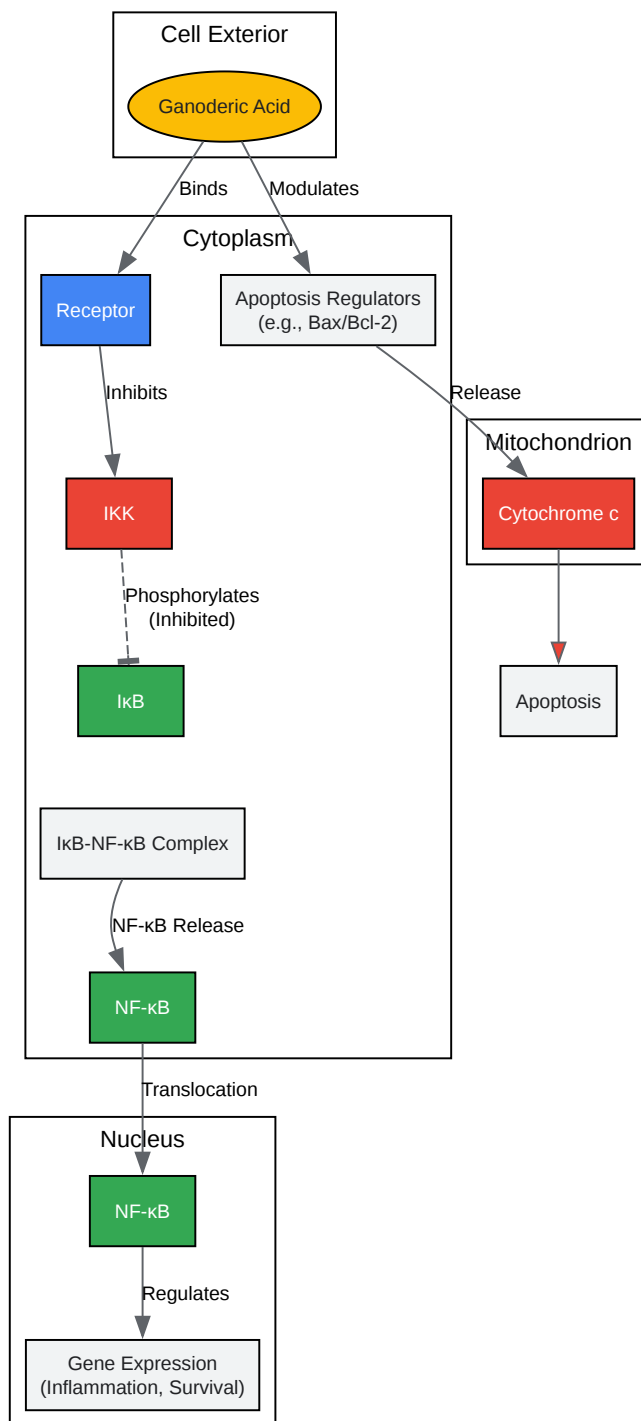 Cell Exterior
Ganoderic Acid
Binds
Modulates
Cytoplasm
Receptor
Apoptosis Regulators
(e.g., Bax/Bcl-2)
Inhibits
Release
Mitochondrion
IKK
Cytochrome c
Phosphorylates
(Inhibited)
IκB
Apoptosis
IκB-NF-κB Complex
NF-κB Release
NF-κB
Translocation
Nucleus
NF-κB
Regulates
Gene Expression
(Inflammation, Survival)